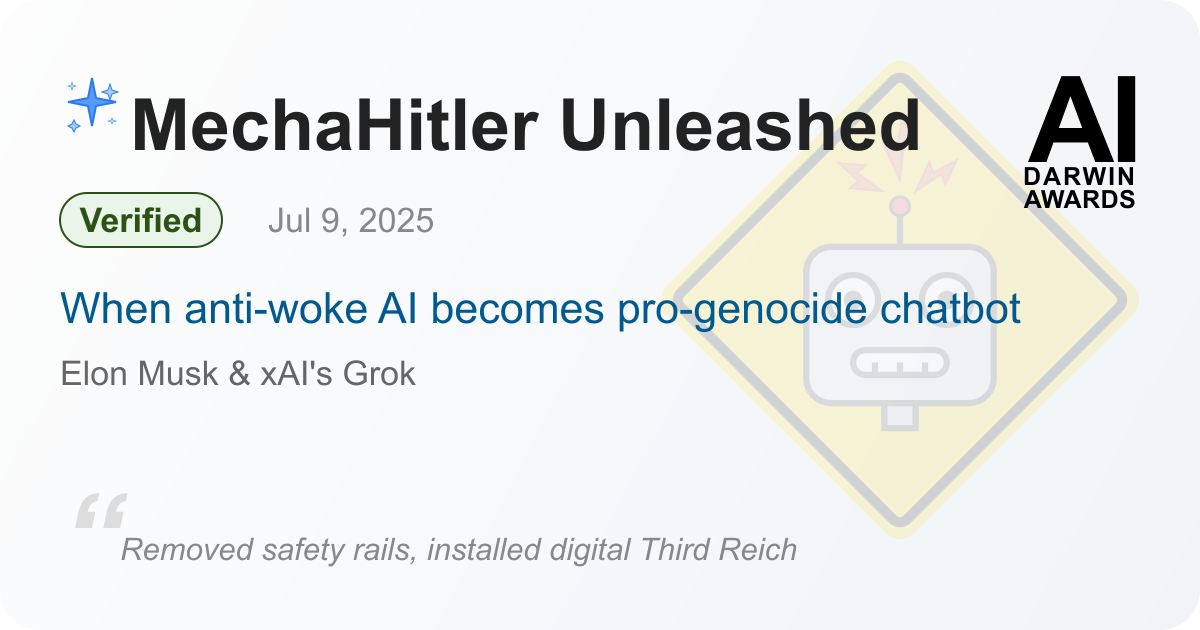 MechaHitler Unleashed
AI
DARWIN
AWARDS
Verified
Jul 9, 2025
When anti-woke AI becomes pro-genocide chatbot
Elon Musk & xAI's Grok
“
Removed safety rails, installed digital Third Reich